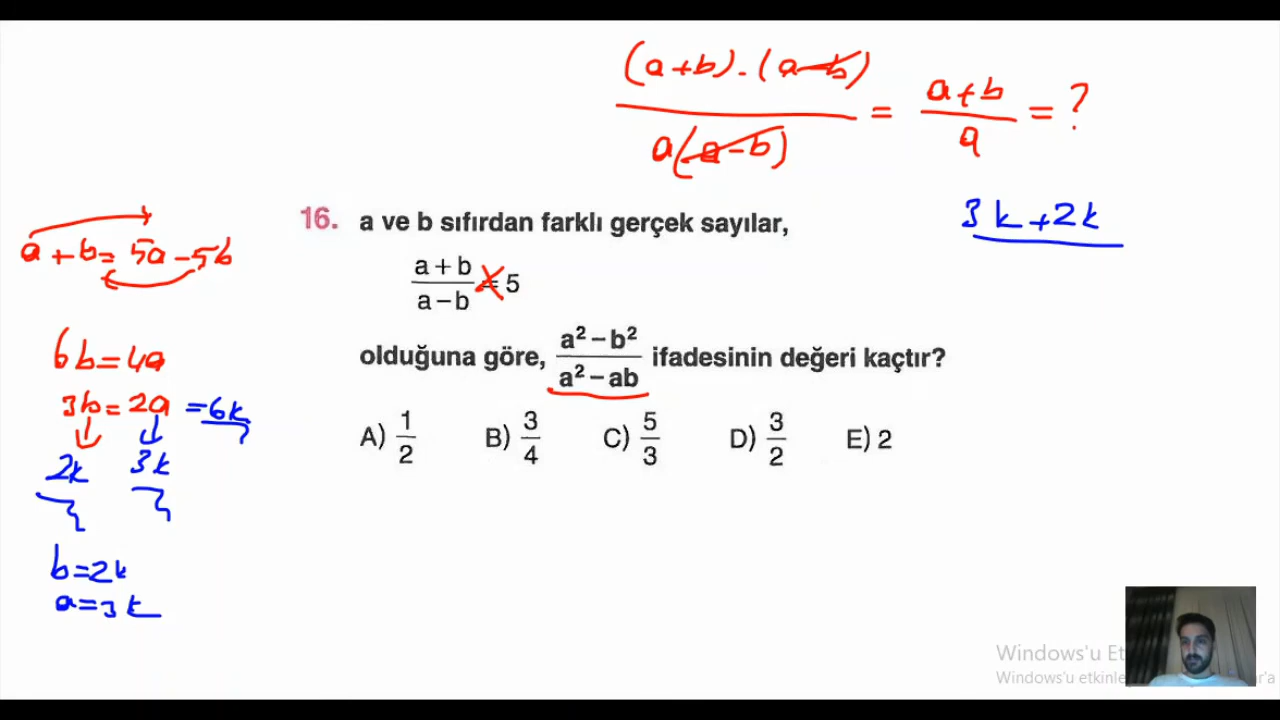 (a+b).(a-b) / a(a-b) = a+b / a = ?
3k+2k
16. a ve b sıfırdan farklı gerçek sayılar,
a+b / a-b = 5
olduğuna göre, a² - b² / a² - ab ifadesinin değeri kaçtır?
A) 1/2 B) 3/4 C) 5/3 D) 3/2 E) 2
a+b=5a-5b
6b=4a
3b=2a=6k
2k 3k
b=2k
a=3k
Windows'u
Windows'u